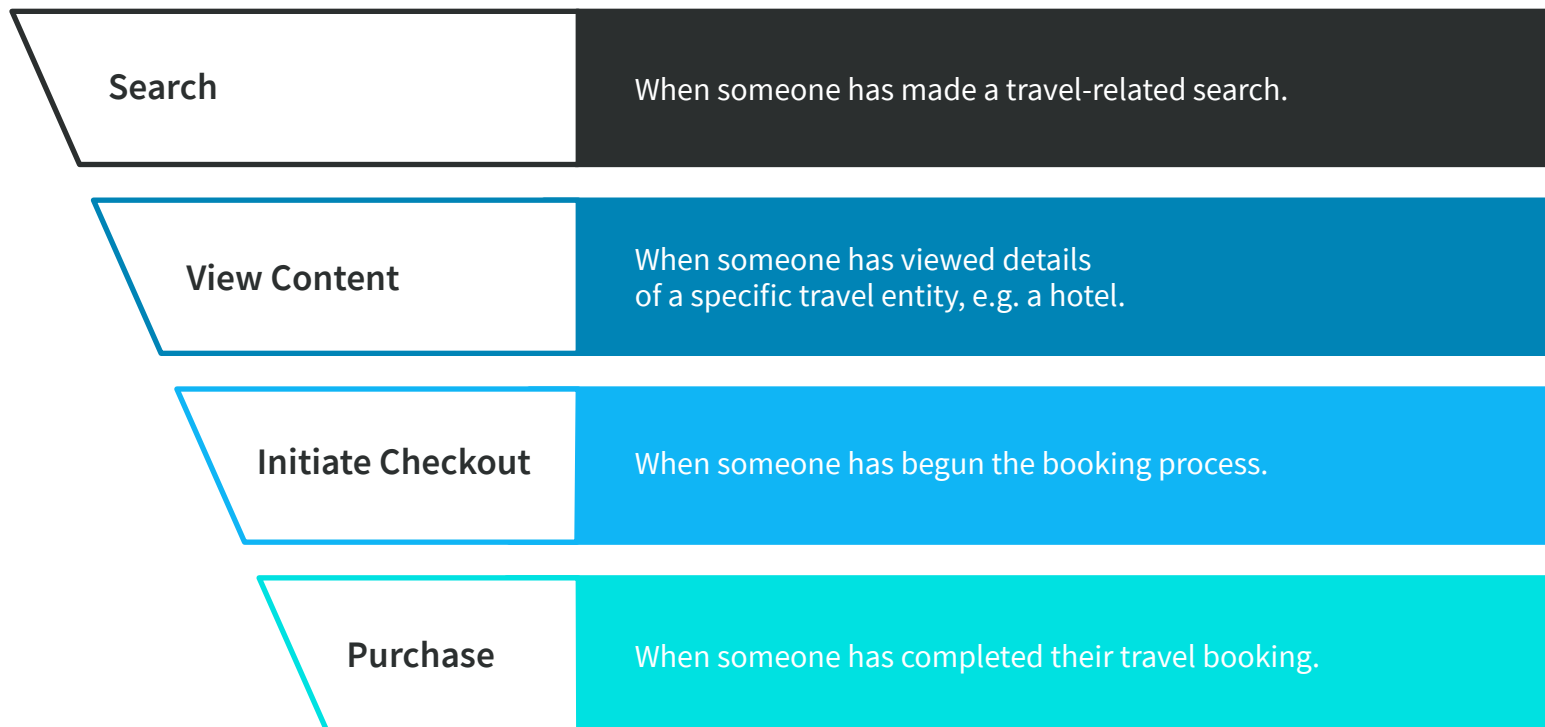 Search
When someone has made a travel-related search.
View Content
When someone has viewed details
of a specific travel entity, e.g. a hotel.
Initiate Checkout
When someone has begun the booking process.
Purchase
When someone has completed their travel booking.